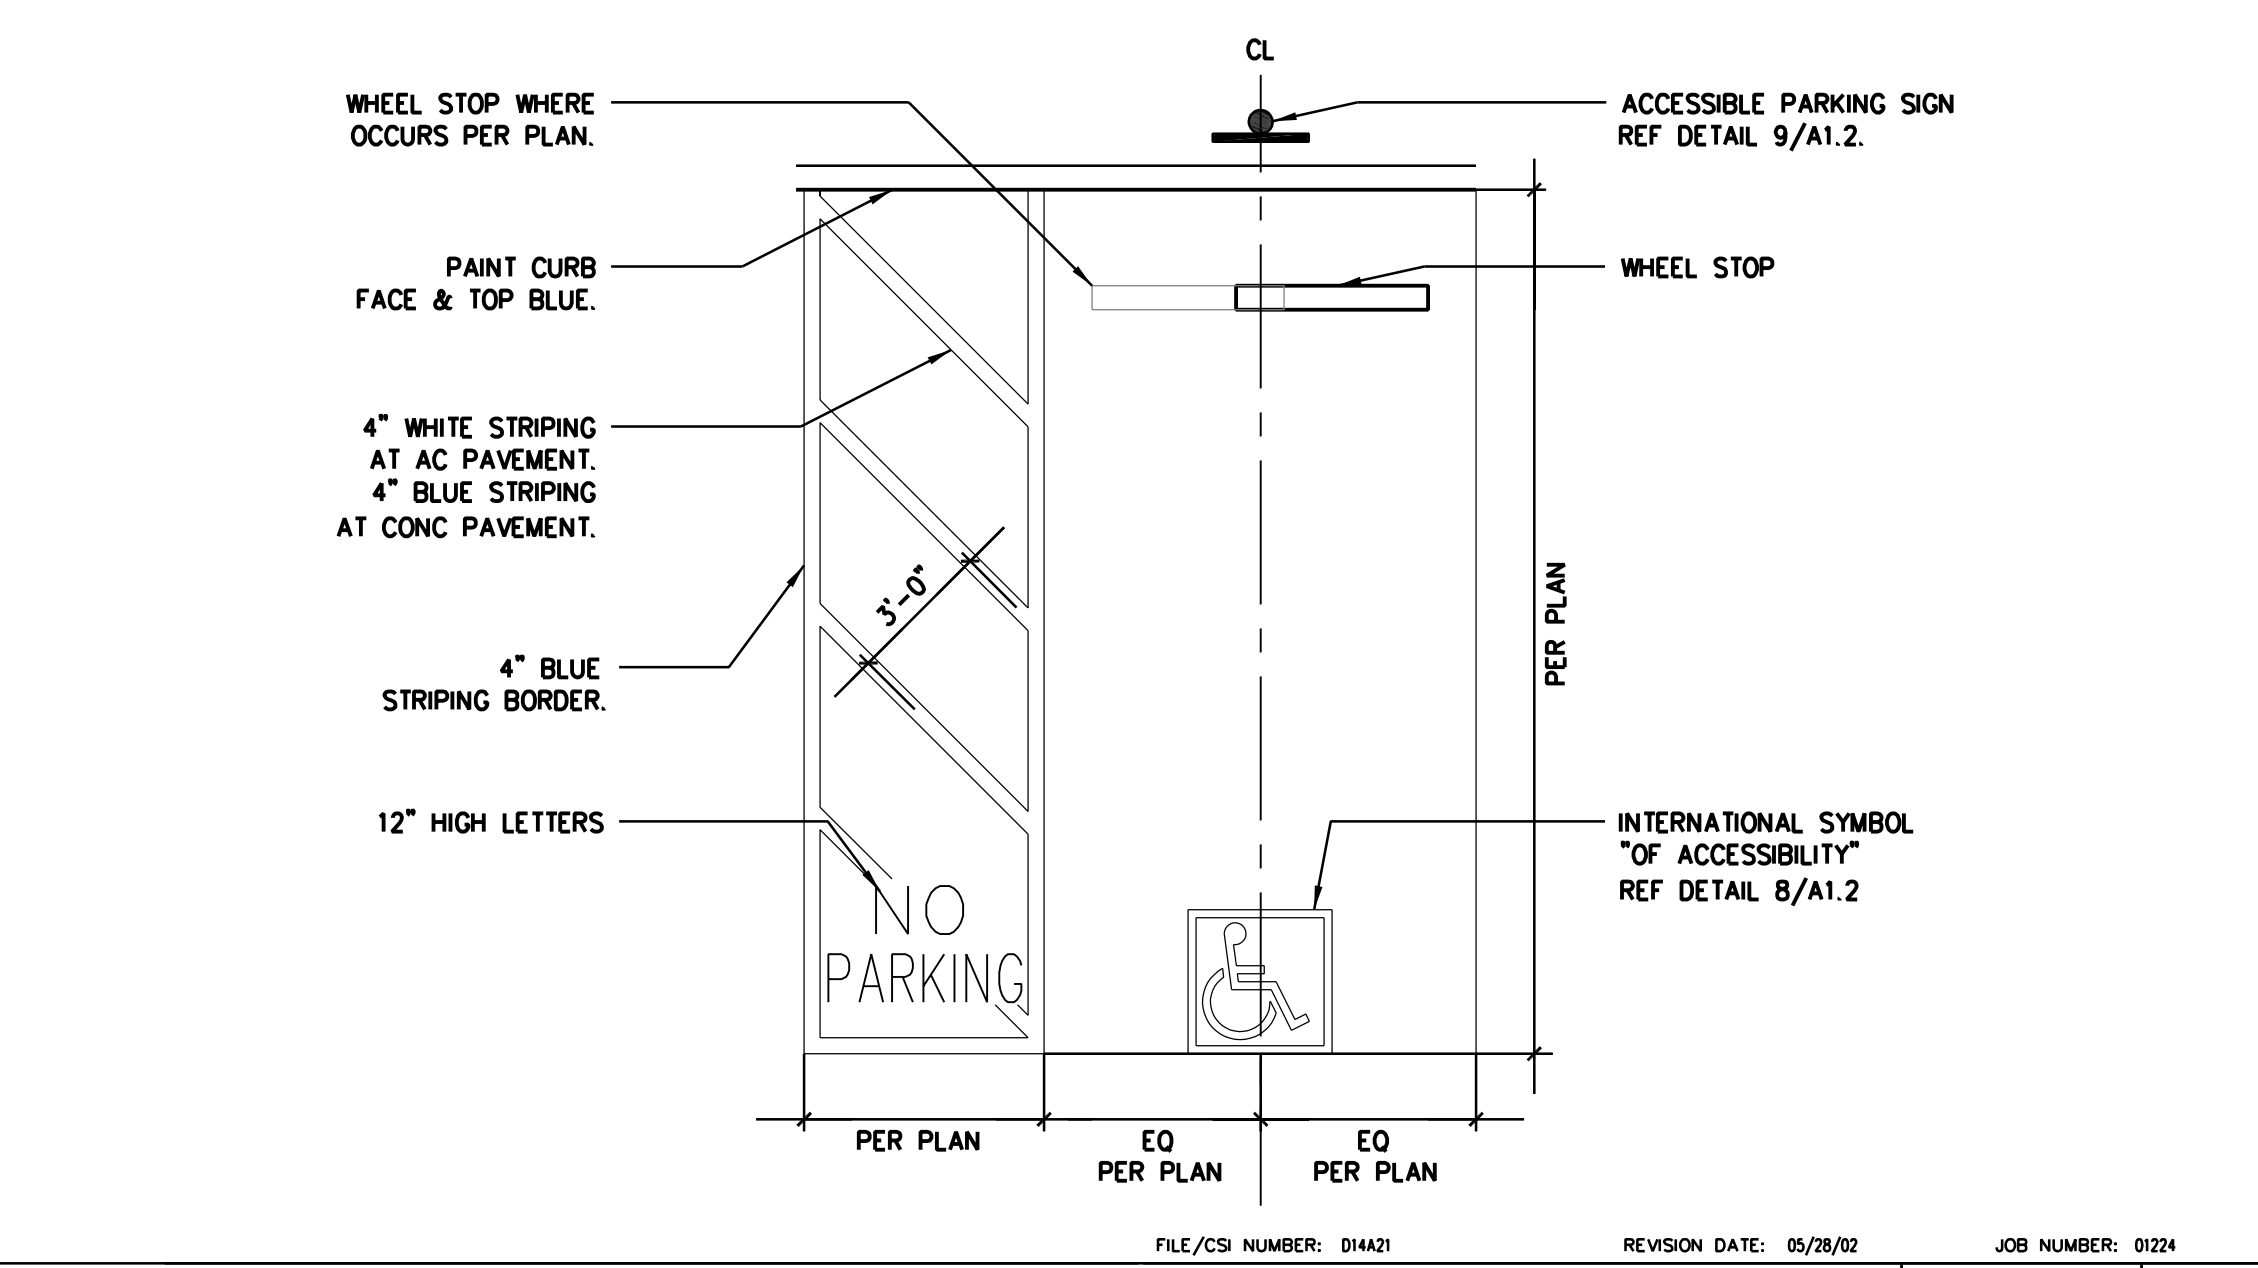 CL
WHEEL STOP WHERE
OCCURS PER PLAN.
ACCESSIBLE PARKING SIGN
REF DETAIL 9/A1.2.
PAINT CURB
FACE & TOP BLUE.
WHEEL STOP
4" WHITE STRIPING
AT AC PAVEMENT.
4" BLUE STRIPING
AT CONC PAVEMENT.
3'-0"
PER PLAN
4" BLUE
STRIPING BORDER.
12" HIGH LETTERS
INTERNATIONAL SYMBOL
"OF ACCESSIBILITY"
REF DETAIL 8/A1.2
NO
PARKING
PER PLAN
EQ
PER PLAN
EQ
PER PLAN
FILE/CSI NUMBER: D14A21
REVISION DATE: 05/28/02
JOB NUMBER: 01224